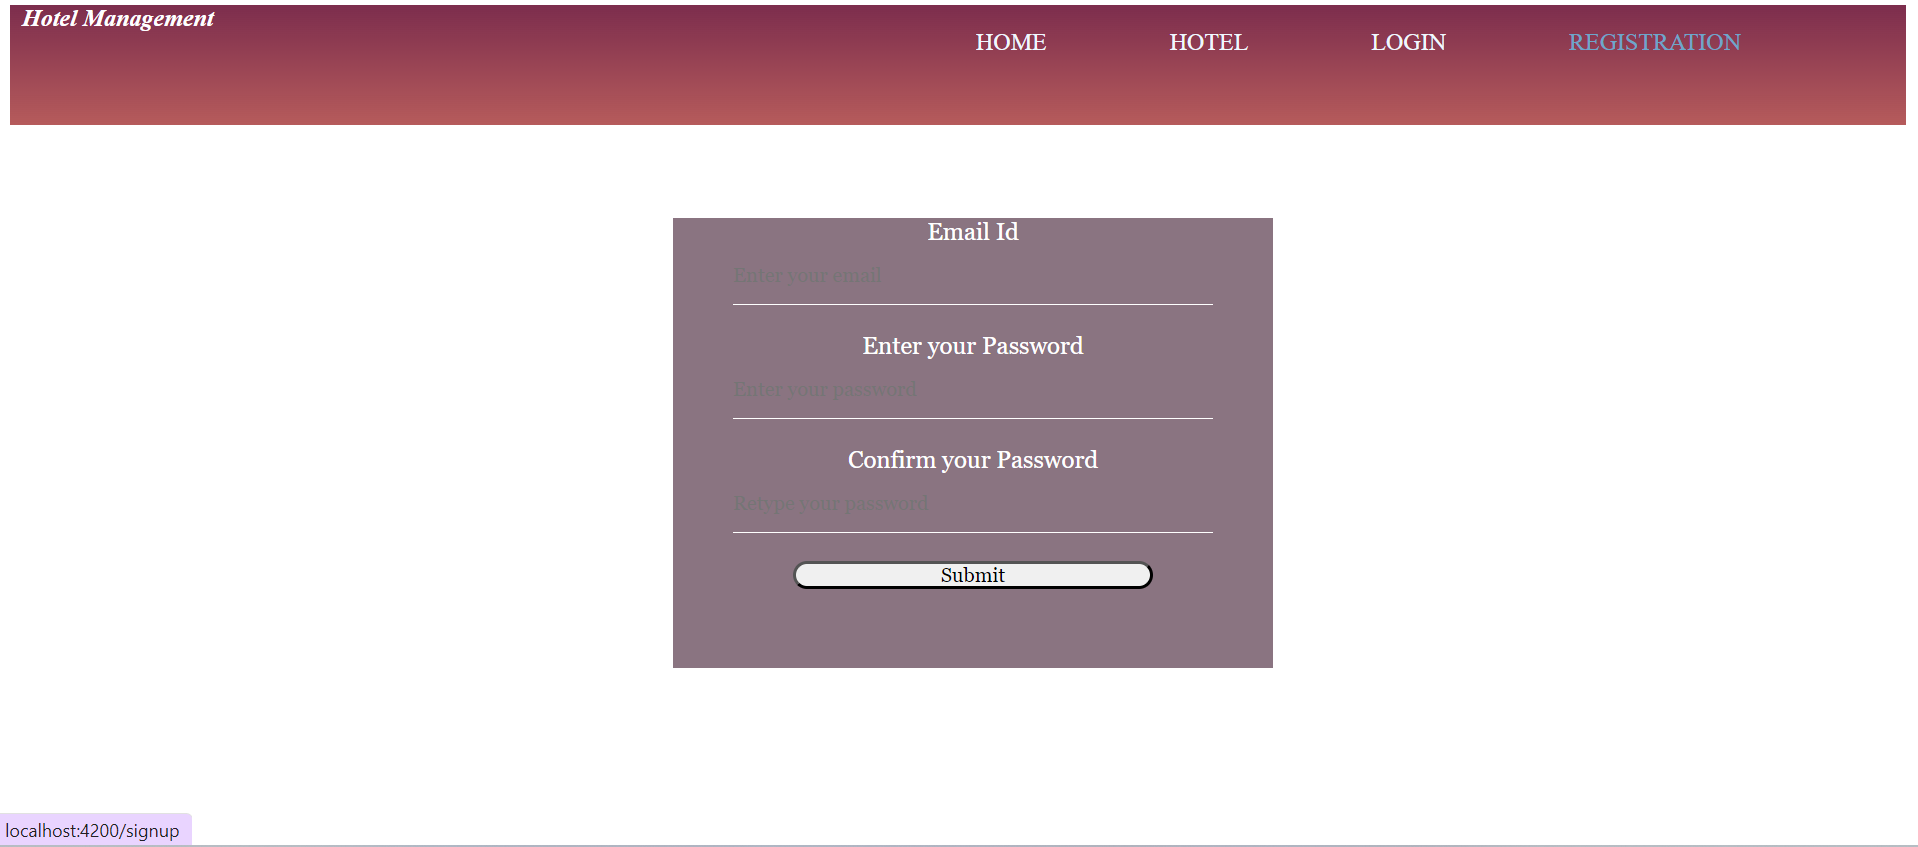 Hotel Management
HOME HOTEL LOGIN REGISTRATION
Email Id
Enter your email
Enter your Password
Enter your password
Confirm your Password
Retype your password
Submit
localhost:4200/signup